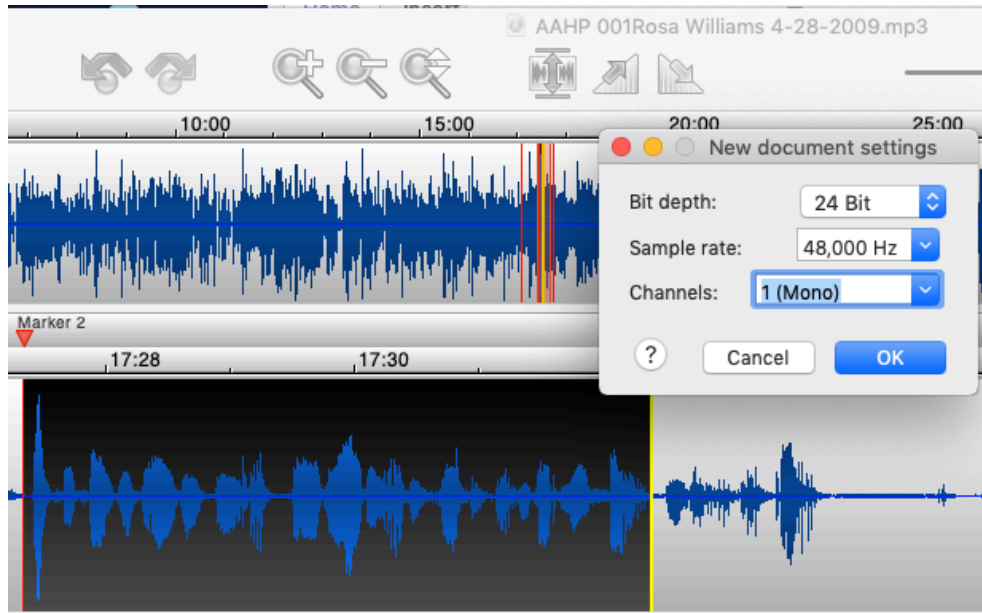 Home Insert
AAHP 001Rosa Williams 4-28-2009.mp3
10:00 15:00 20:00 25:00
New document settings
Bit depth: 24 Bit
Sample rate: 48,000 Hz
Channels: 1 (Mono)
? Cancel OK
Marker 2
17:28 17:30